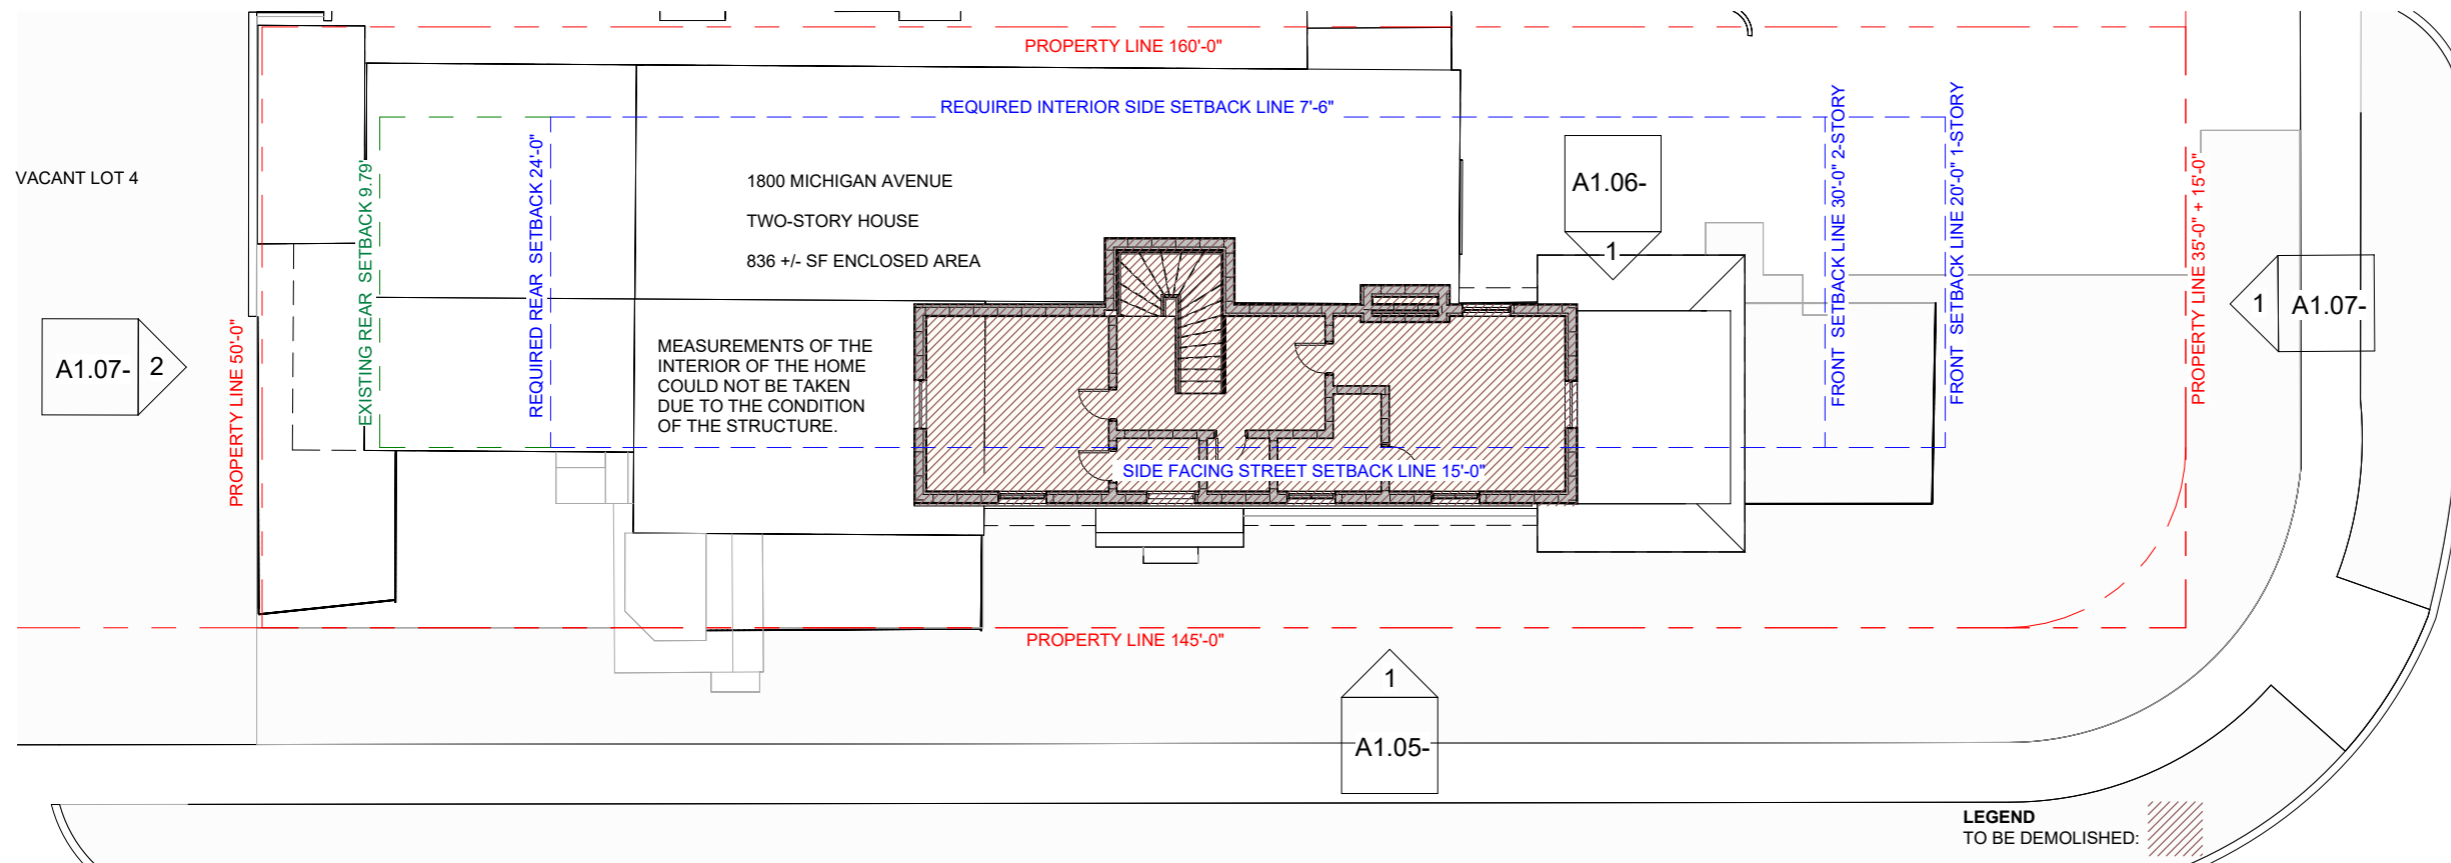 PROPERTY LINE 160'-0"
REQUIRED INTERIOR SIDE SETBACK LINE 7'-6"
VACANT LOT 4
1800 MICHIGAN AVENUE
TWO-STORY HOUSE
836 +/- SF ENCLOSED AREA
A1.06-
1
EXISTING REAR SETBACK 9.79'
REQUIRED REAR SETBACK 24'-0"
FRONT SETBACK LINE 30'-0" 2-STORY
FRONT SETBACK LINE 20'-0" 1-STORY
PROPERTY LINE 35'-0" + 15'-0"
1
A1.07-
MEASUREMENTS OF THE
INTERIOR OF THE HOME
COULD NOT BE TAKEN
DUE TO THE CONDITION
OF THE STRUCTURE.
A1.07-
2
PROPERTY LINE 50'-0"
SIDE FACING STREET SETBACK LINE 15'-0"
PROPERTY LINE 145'-0"
1
A1.05-
LEGEND
TO BE DEMOLISHED: